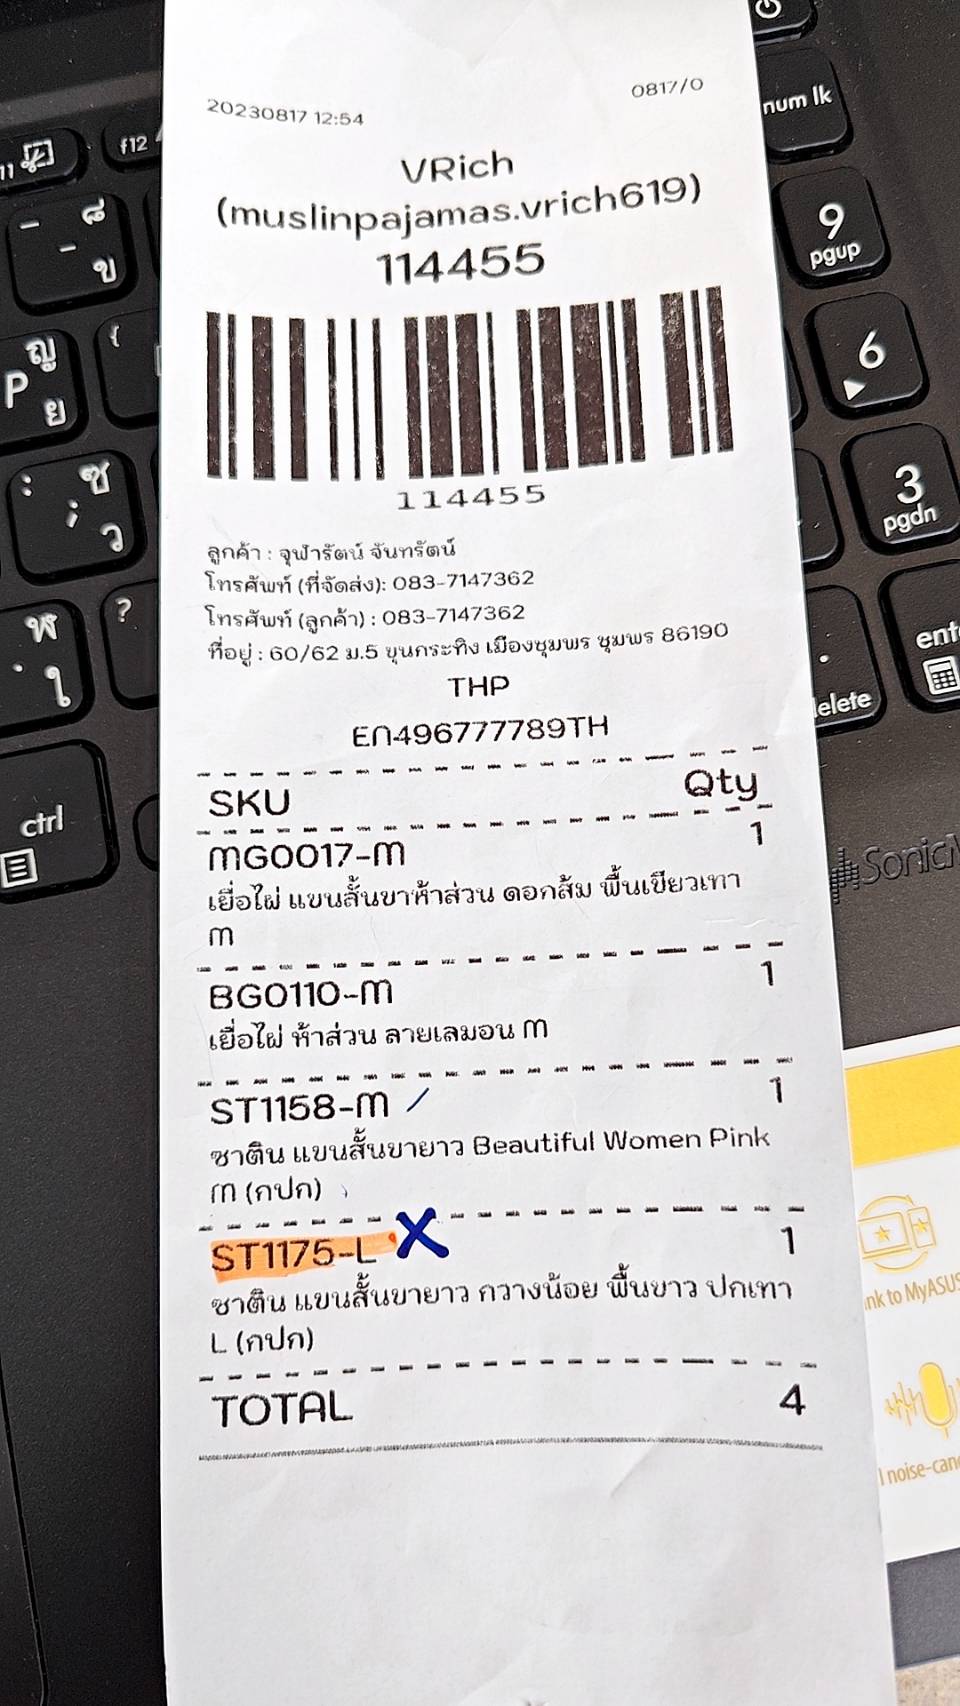 20230817 12:54
0817/0
VRich
(muslinpajamas.vrich619)
114455
114455
ลูกค้า : จุฬารัตน์ จันทรัตน์
โทรศัพท์ (ที่จัดส่ง): 083-7147362
โทรศัพท์ (ลูกค้า) : 083-7147362
ที่อยู่ : 60/62 ม.5 ขุนกระทิง เมืองชุมพร ชุมพร 86190
THP
EN496777789TH
SKU Qty
MG0017-M 1
เยื่อไผ่ แขนสั้นขาห้าส่วน ดอกส้ม พื้นเขียวเทา
M
BG0110-M 1
เยื่อไผ่ ห้าส่วน ลายเลมอน M
ST1158-M / 1
ซาติน แขนสั้นขายาว Beautiful Women Pink
M (กปก)
ST1175-L X 1
ซาติน แขนสั้นขายาว กวางน้อย พื้นขาว ปกเทา
L (กปก)
TOTAL 4
11
f12
num lk
9
pgup
6
3
pgdn
P
ญ
ย
{
ซ
ว
?
ฬ
ใ
ctrl
delete
ent
Sonic
nk to MyASUS
I noise-canc